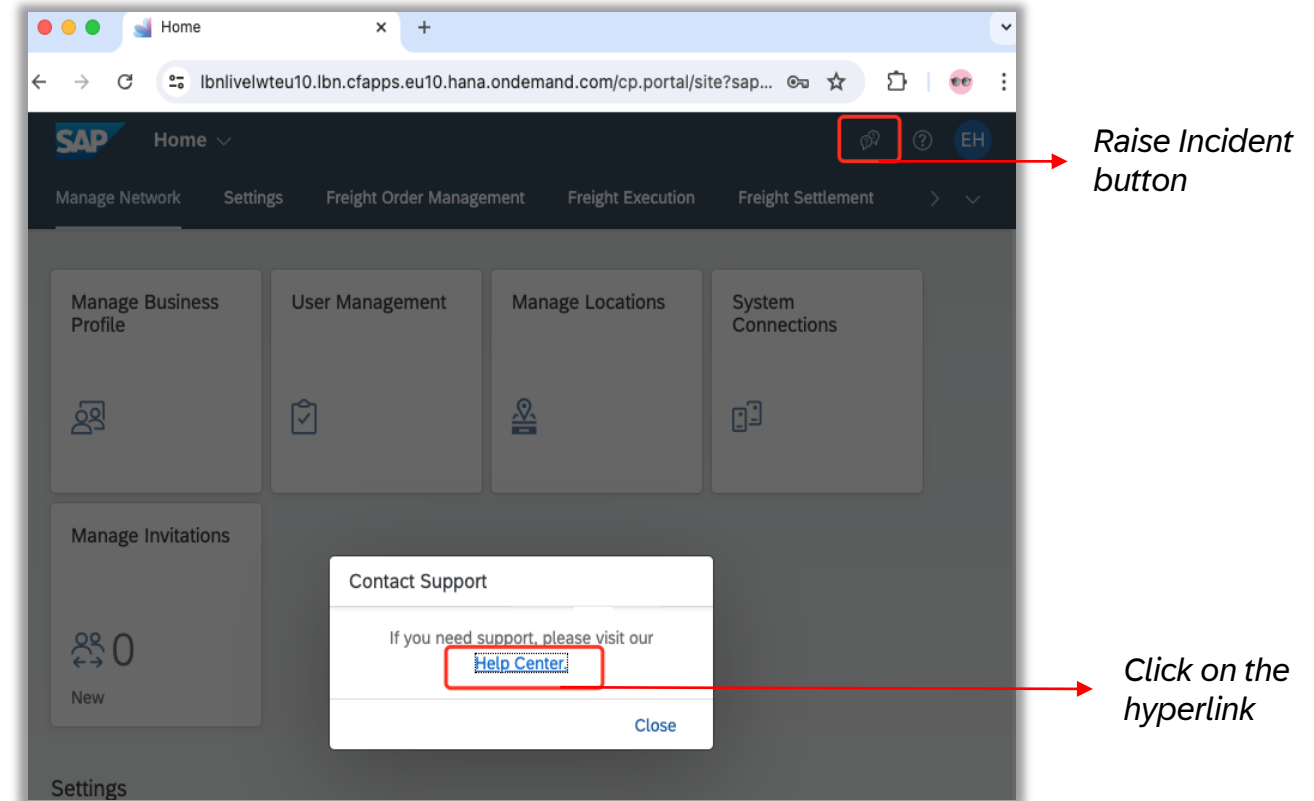 Home
lbnlivelwteu10.lbn.cfapps.eu10.hana.ondemand.com/cp.portal/site?sap...
SAP Home EH
Manage Network Settings Freight Order Management Freight Execution Freight Settlement
Raise Incident
button
Manage Business
Profile
User Management
Manage Locations
System
Connections
Manage Invitations
0
New
Contact Support
If you need support, please visit our
Help Center.
Close
Click on the
hyperlink
Settings